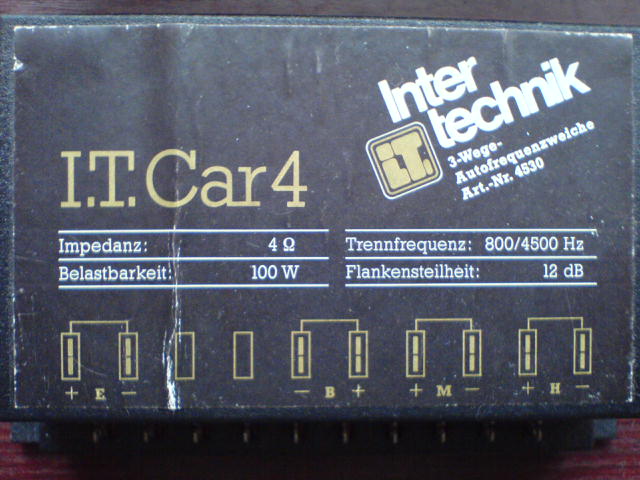 Inter
technik
I.T.
3-Wege-
Autofrequenzweiche
Art.-Nr. 4530
I.T. Car 4
Impedanz: 4 Ω
Belastbarkeit: 100 W
Trennfrequenz: 800/4500 Hz
Flankensteilheit: 12 dB
+ E − − B + + M − + H −